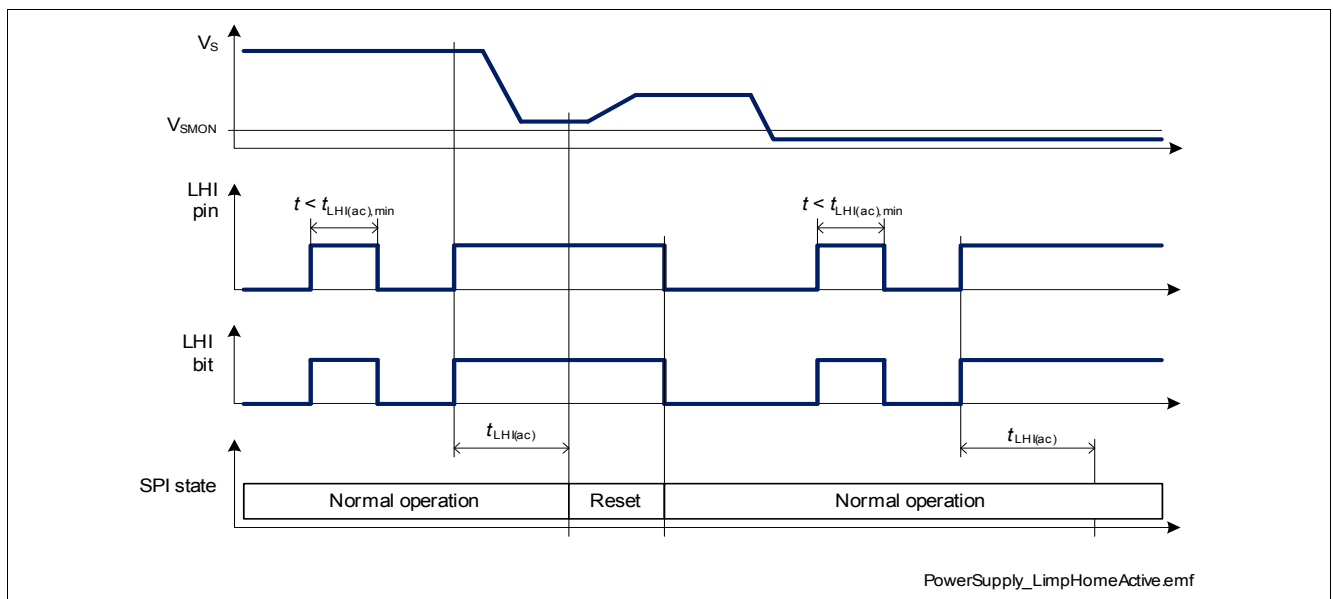 VS
VSMON
LHI
pin
t < tLHI(ac),min
t < tLHI(ac),min
LHI
bit
tLHI(ac)
tLHI(ac)
SPI state
Normal operation
Reset
Normal operation
PowerSupply_LimpHomeActive.emf